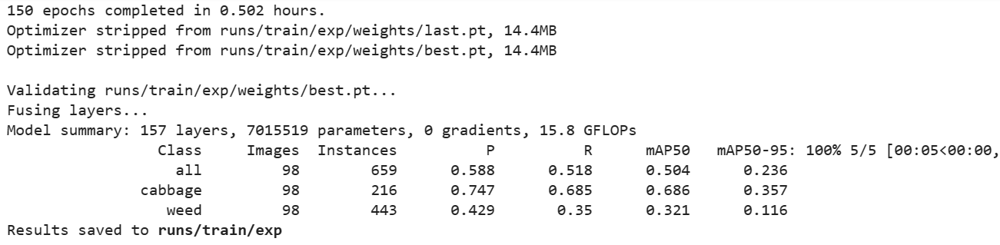 150 epochs completed in 0.502 hours.
Optimizer stripped from runs/train/exp/weights/last.pt, 14.4MB
Optimizer stripped from runs/train/exp/weights/best.pt, 14.4MB
Validating runs/train/exp/weights/best.pt...
Fusing layers...
Model summary: 157 layers, 7015519 parameters, 0 gradients, 15.8 GFLOPs
Class Images Instances P R mAP50 mAP50-95: 100% 5/5 [00:05<00:00,
all 98 659 0.588 0.518 0.504 0.236
cabbage 98 216 0.747 0.685 0.686 0.357
weed 98 443 0.429 0.35 0.321 0.116
Results saved to runs/train/exp